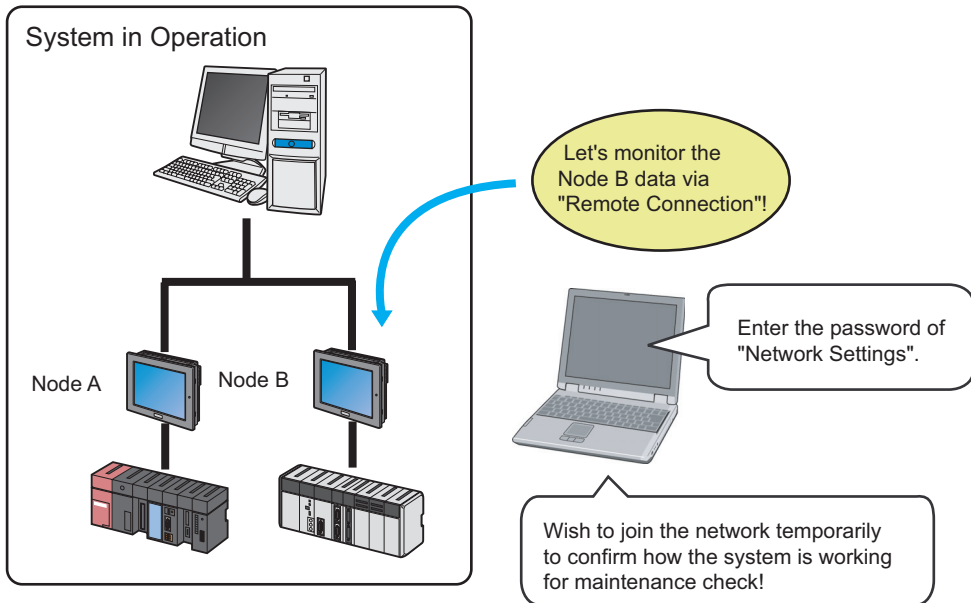 System in Operation
Let's monitor the
Node B data via
"Remote Connection"!
Enter the password of
"Network Settings".
Node A
Node B
Wish to join the network temporarily
to confirm how the system is working
for maintenance check!